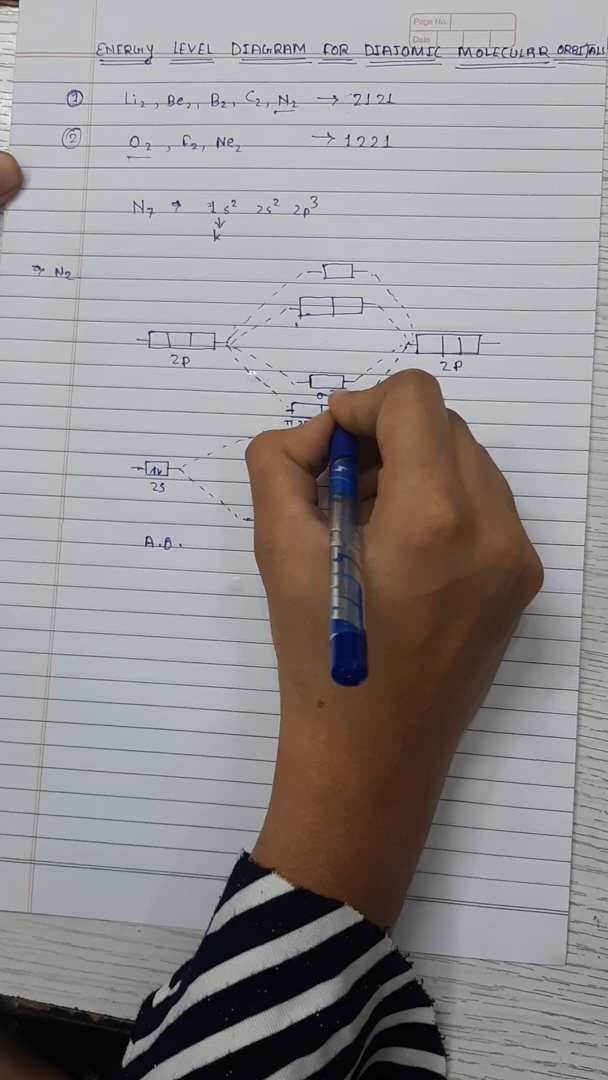 Page No.
Date
ENERGY LEVEL DIAGRAM FOR DIATOMIC MOLECULAR ORBITALS
① Li₂, Be₂, B₂, C₂, N₂ → 2121
② O₂, F₂, Ne₂ → 1221
N₇ → 1s² 2s² 2p³
k
⇒ N₂
2P 2P
2S
A.O.